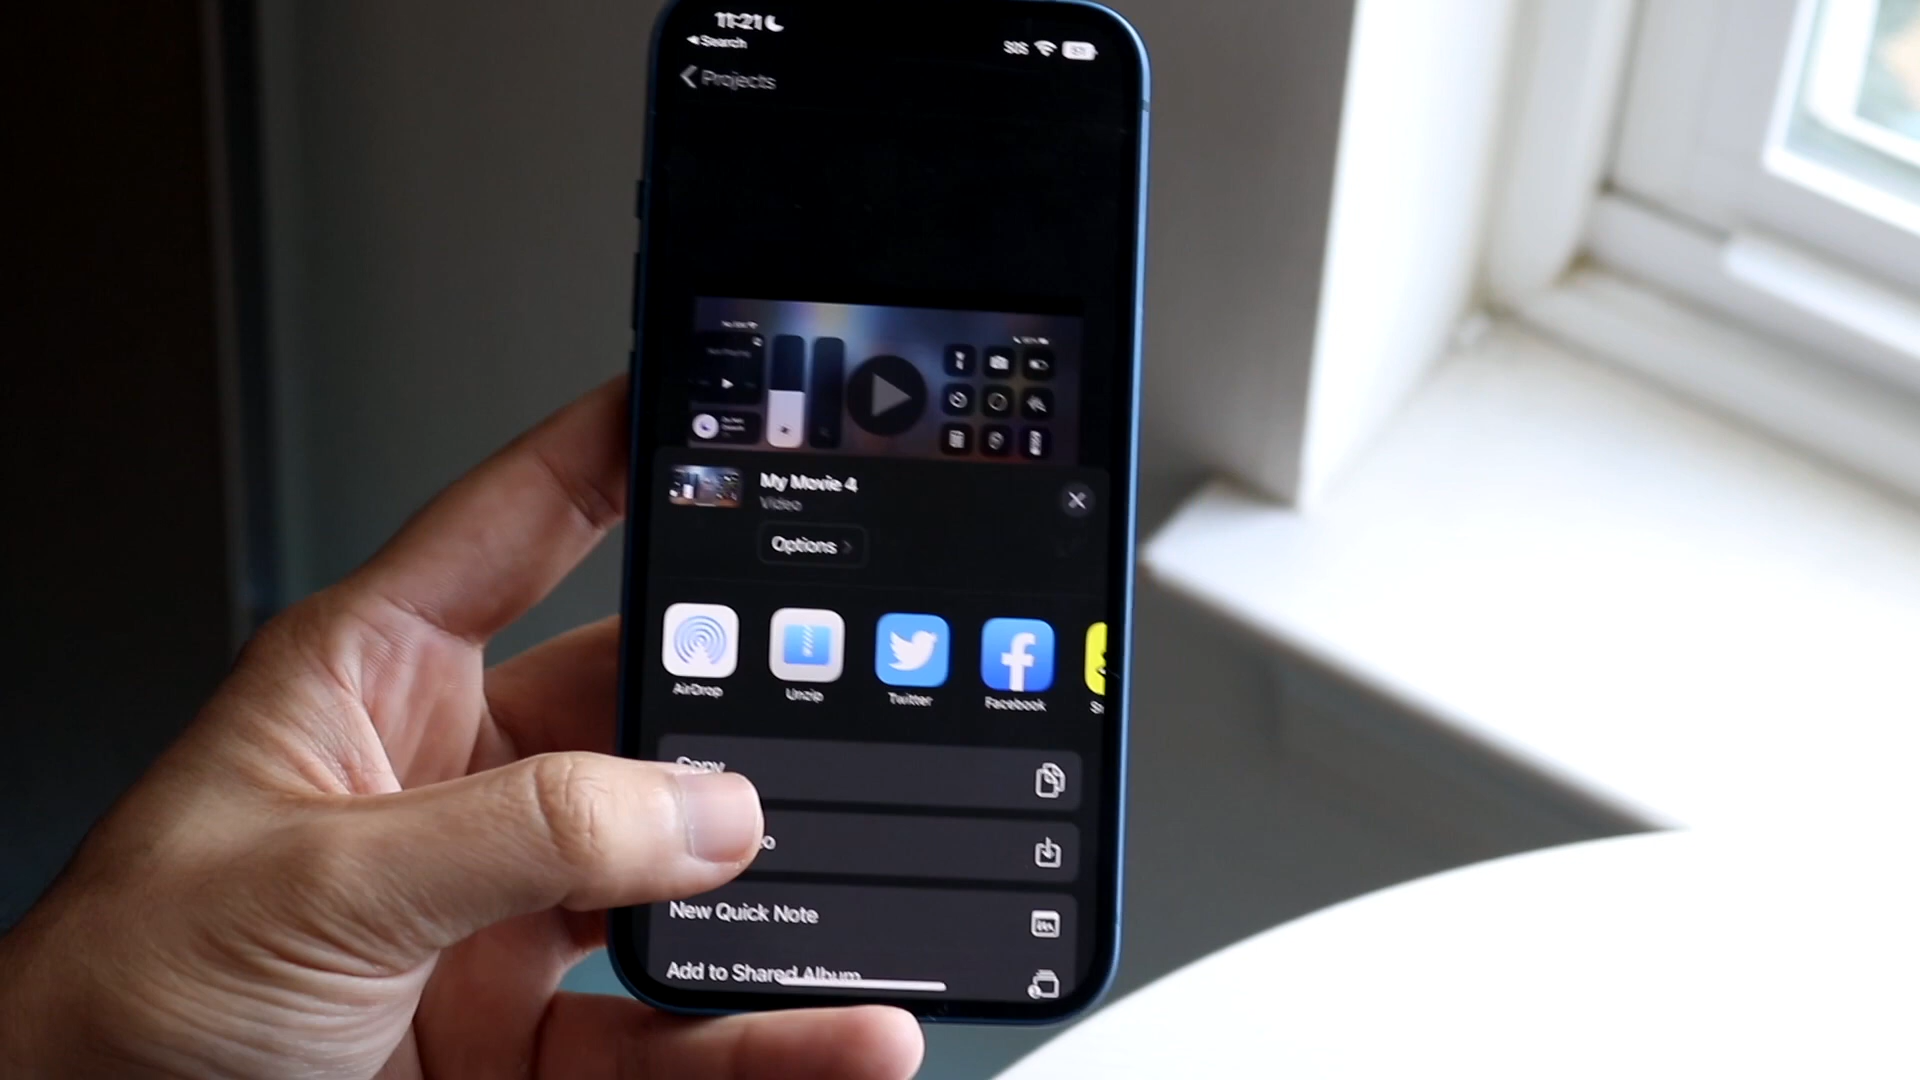 11:21
Search
SOS
Projects
My Movie 4
Video
Options
AirDrop
Unzip
Twitter
Facebook
Copy
eo
New Quick Note
Add to Shared Album